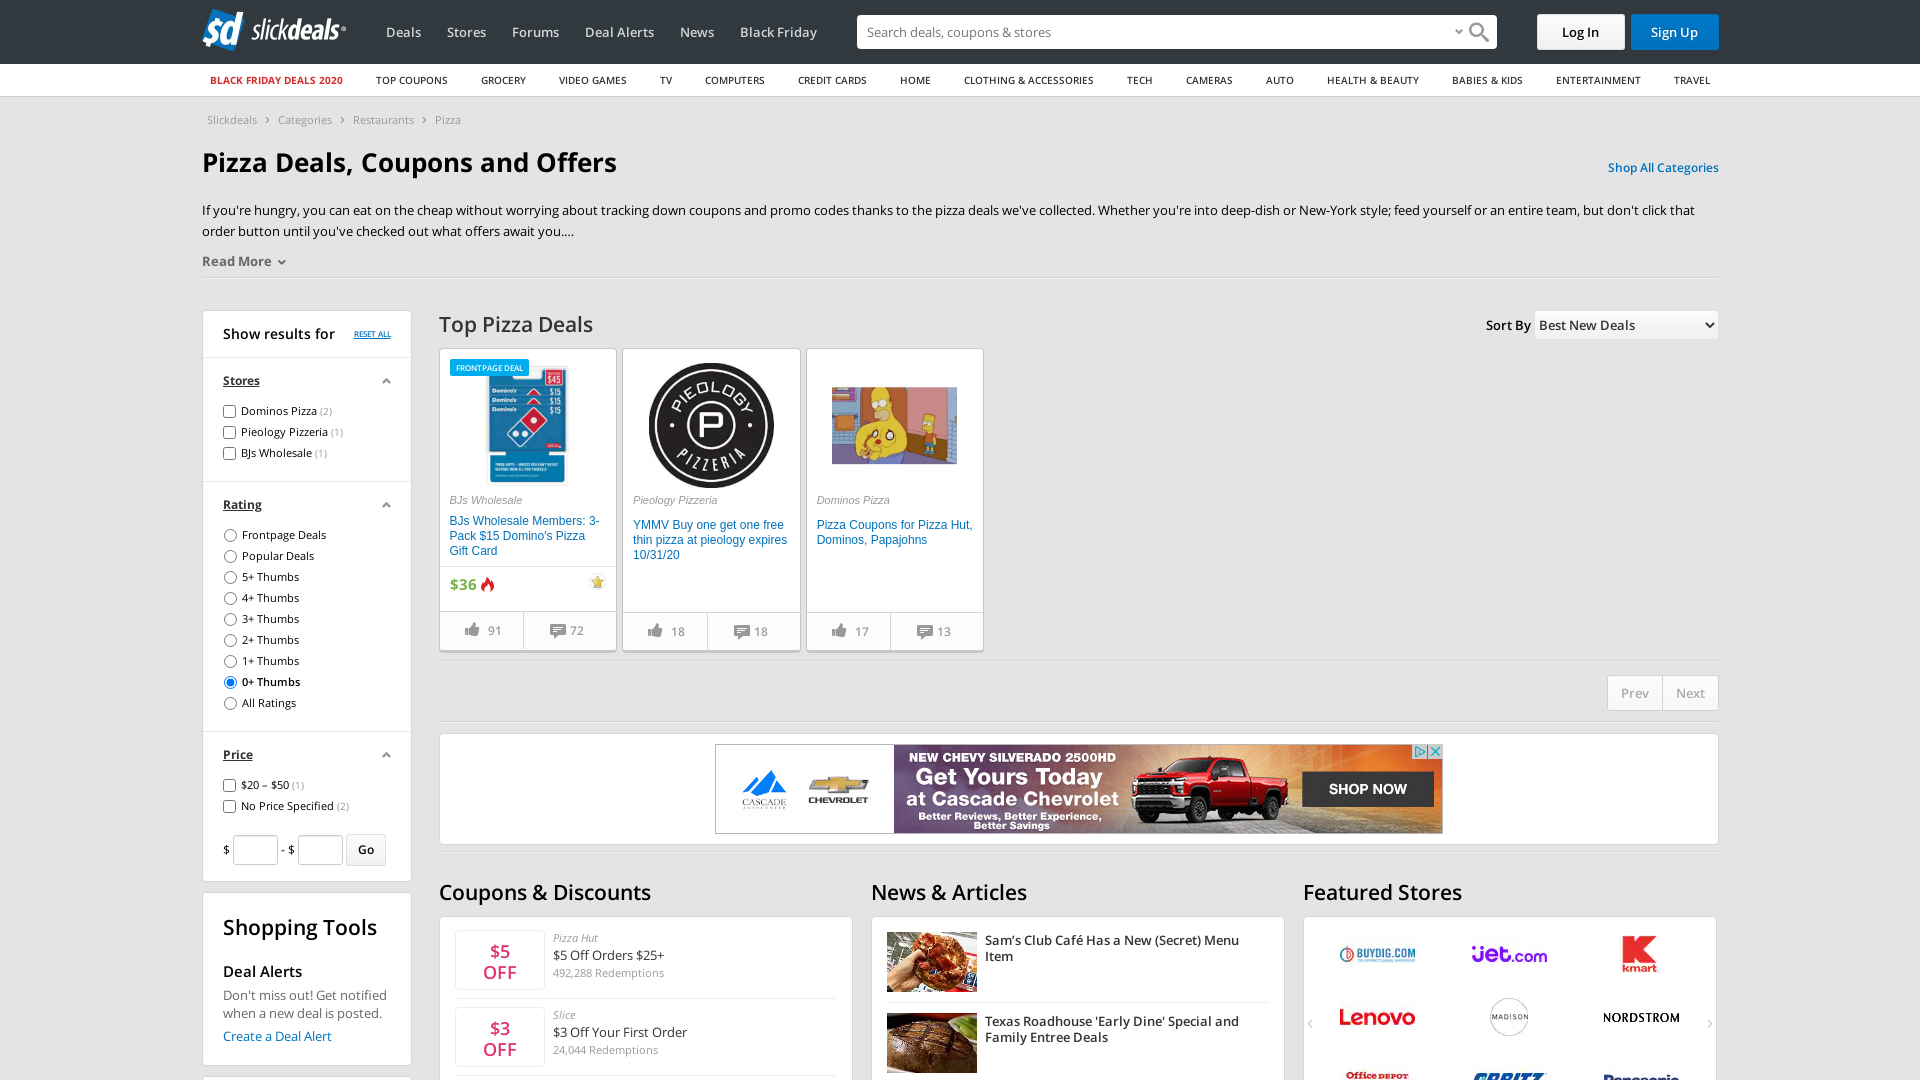 slickdeals
Deals
Stores
Forums
Deal Alerts
News
Black Friday
Search deals, coupons & shops
Log In
Sign Up
BLACK FRIDAY DEALS 2020
TOP COUPONS
GROCERY
VIDEO GAMES
TV
COMPUTERS
CREDIT CARDS
HOME
CLOTHING & ACCESSORIES
TECH
CAMERAS
AUTO
HEALTH & BEAUTY
BABIES & KIDS
ENTERTAINMENT
TRAVEL
Slickdeals › Categories › Restaurants › Pizza
Pizza Deals, Coupons and Offers
Shop All Categories
If you're hungry, you can eat on the cheap without worrying about tracking down coupons and promo codes thanks to the pizza deals we've collected. Whether you're into deep-dish or New-York style; feed yourself or an entire team, but don't click that
order button until you've checked out what offers await you....
Read More
Show results for
RESET ALL
Stores
Dominos Pizza (2)
Pieology Pizzeria (1)
BJs Wholesale (1)
Rating
Frontpage Deals
Popular Deals
5+ Thumbs
4+ Thumbs
3+ Thumbs
2+ Thumbs
1+ Thumbs
0+ Thumbs
All Ratings
Price
$20 – $50 (1)
No Price Specified (2)
$ - $ Go
Shopping Tools
Deal Alerts
Don't miss out! Get notified
when a new deal is posted.
Create a Deal Alert
Top Pizza Deals
Sort By Best New Deals
FRONTPAGE DEAL
$45
Domino's $15
Domino's $15
Domino's $15
BJs Wholesale
BJs Wholesale Members: 3-
Pack $15 Domino's Pizza
Gift Card
$36
91
72
PIEOLOGY
P
PIZZERIA
Pieology Pizzeria
YMMV Buy one get one free
thin pizza at pieology expires
10/31/20
18
18
Dominos Pizza
Pizza Coupons for Pizza Hut,
Dominos, Papajohns
17
13
Prev
Next
CASCADE
CHEVROLET
NEW CHEVY SILVERADO 2500HD
Get Yours Today
at Cascade Chevrolet
Better Reviews, Better Experience,
Better Savings
SHOP NOW
Coupons & Discounts
$5
OFF
Pizza Hut
$5 Off Orders $25+
492,288 Redemptions
$3
OFF
Slice
$3 Off Your First Order
24,044 Redemptions
News & Articles
Sam's Club Café Has a New (Secret) Menu
Item
Texas Roadhouse 'Early Dine' Special and
Family Entree Deals
Featured Stores
BUYDIG.COM
Jet.com
K
kmart
Lenovo
MADISON
NORDSTROM
Office DEPOT
ORBITZ
Panasonic